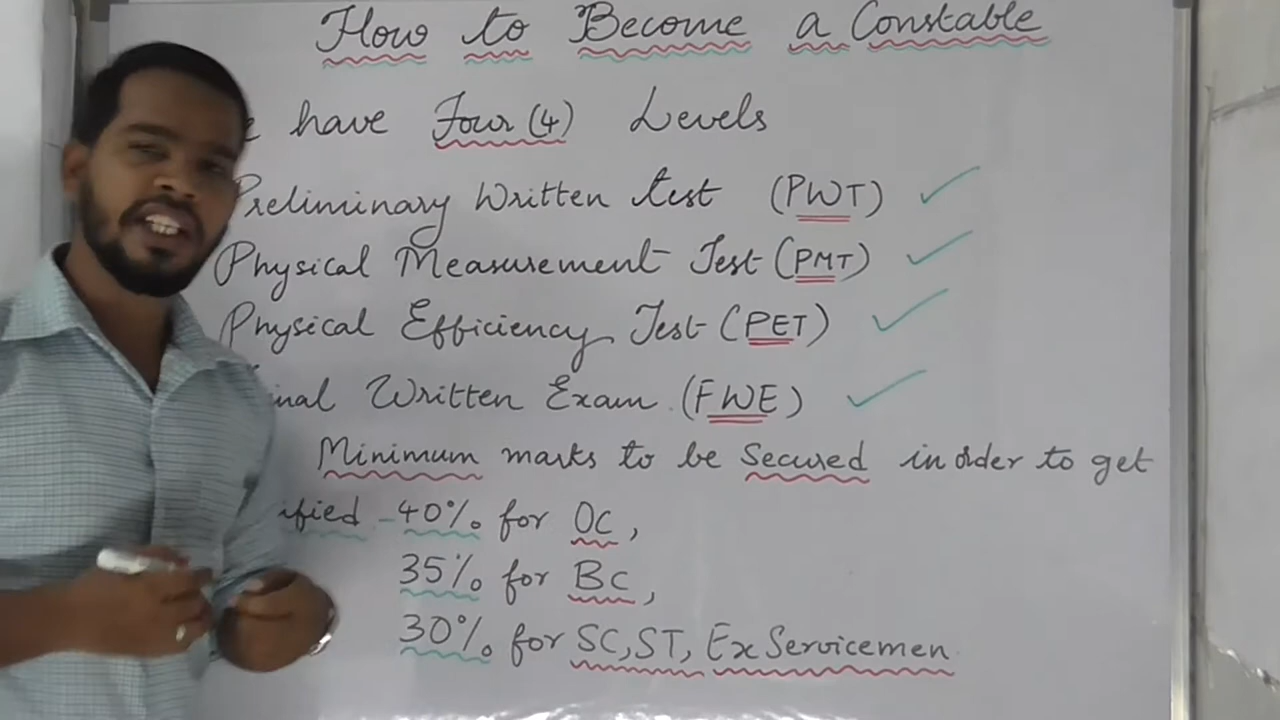 How to Become a Constable
have Four (4) Levels
Preliminary Written test (PWT)
Physical Measurement Test (PMT)
Physical Efficiency Test (PET)
inal Written Exam (FWE)
Minimum marks to be Secured in order to get
ified - 40% for OC,
35% for BC,
30% for SC, ST, Ex Servicemen